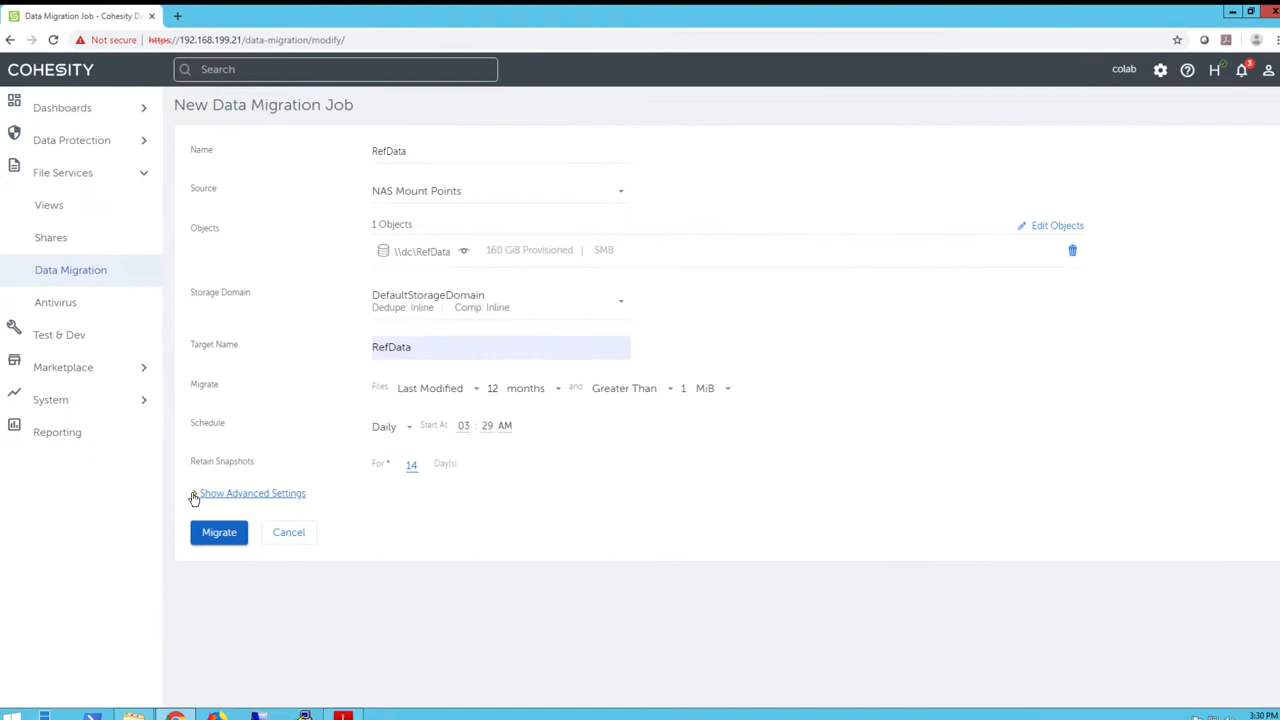 Data Migration Job - Cohesity D
Not secure
https://192.168.199.21/data-migration/modify/
COHESITY
Search
colab
H
3
Dashboards
Data Protection
File Services
Views
Shares
Data Migration
Antivirus
Test & Dev
Marketplace
System
Reporting
New Data Migration Job
Name
RefData
Source
NAS Mount Points
Objects
1 Objects
Edit Objects
\\dc\RefData
160 GiB Provisioned | SMB
Storage Domain
DefaultStorageDomain
Dedupe: Inline | Comp: Inline
Target Name
RefData
Migrate
Files Last Modified 12 months and Greater Than 1 MiB
Schedule
Daily Start At 03 : 29 AM
Retain Snapshots
For * 14 Day(s)
Show Advanced Settings
Migrate
Cancel
3:30 PM